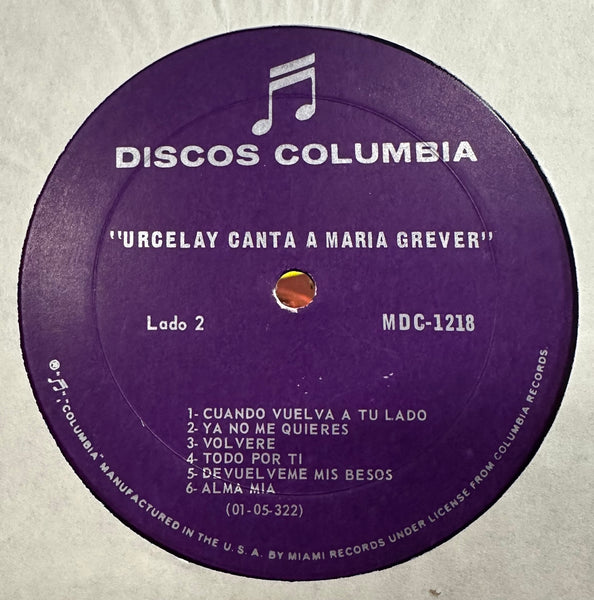 DISCOS COLUMBIA
"URCELAY CANTA A MARIA GREVER"
Lado 2
MDC-1218
1- CUANDO VUELVA A TU LADO
2- YA NO ME QUIERES
3- VOLVERE
4- TODO POR TI
5- DEVUELVEME MIS BESOS
6- ALMA MIA
(01-05-322)
"COLUMBIA" MANUFACTURED IN THE U. S. A. BY MIAMI RECORDS UNDER LICENSE FROM COLUMBIA RECORDS.